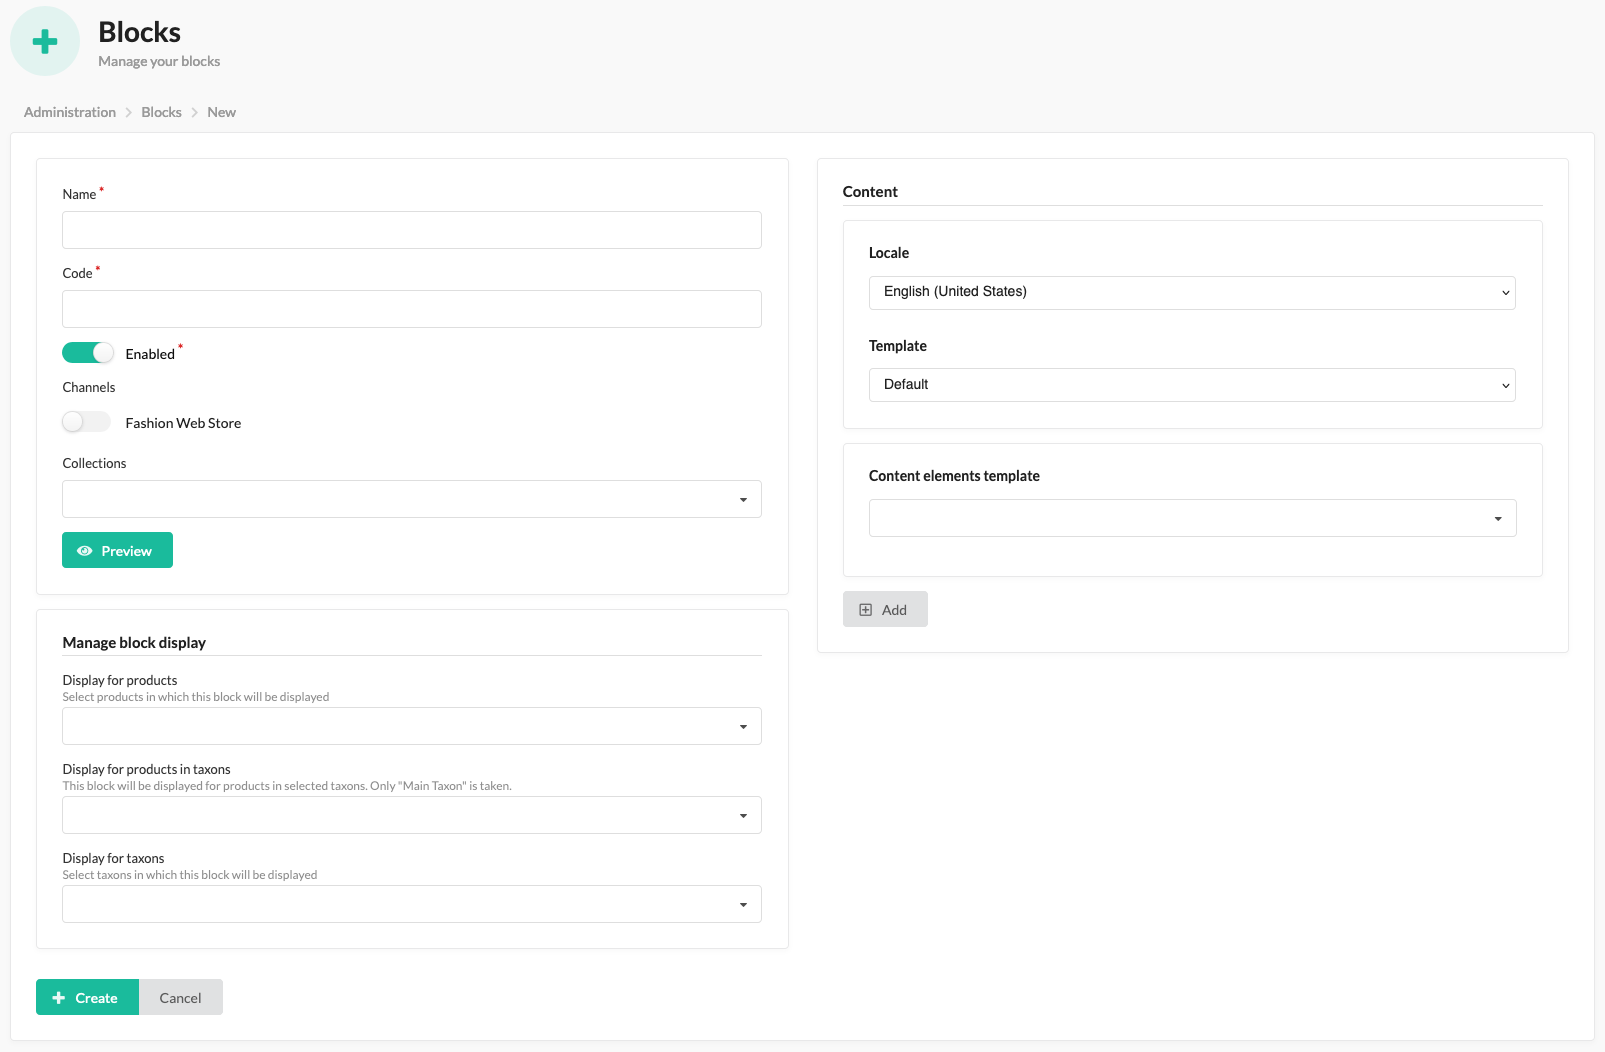 Blocks
Manage your blocks
Administration > Blocks > New
Name *
Code *
Enabled *
Channels
Fashion Web Store
Collections
Preview
Manage block display
Display for products
Select products in which this block will be displayed
Display for products in taxons
This block will be displayed for products in selected taxons. Only "Main Taxon" is taken.
Display for taxons
Select taxons in which this block will be displayed
Create
Cancel
Content
Locale
English (United States)
Template
Default
Content elements template
Add